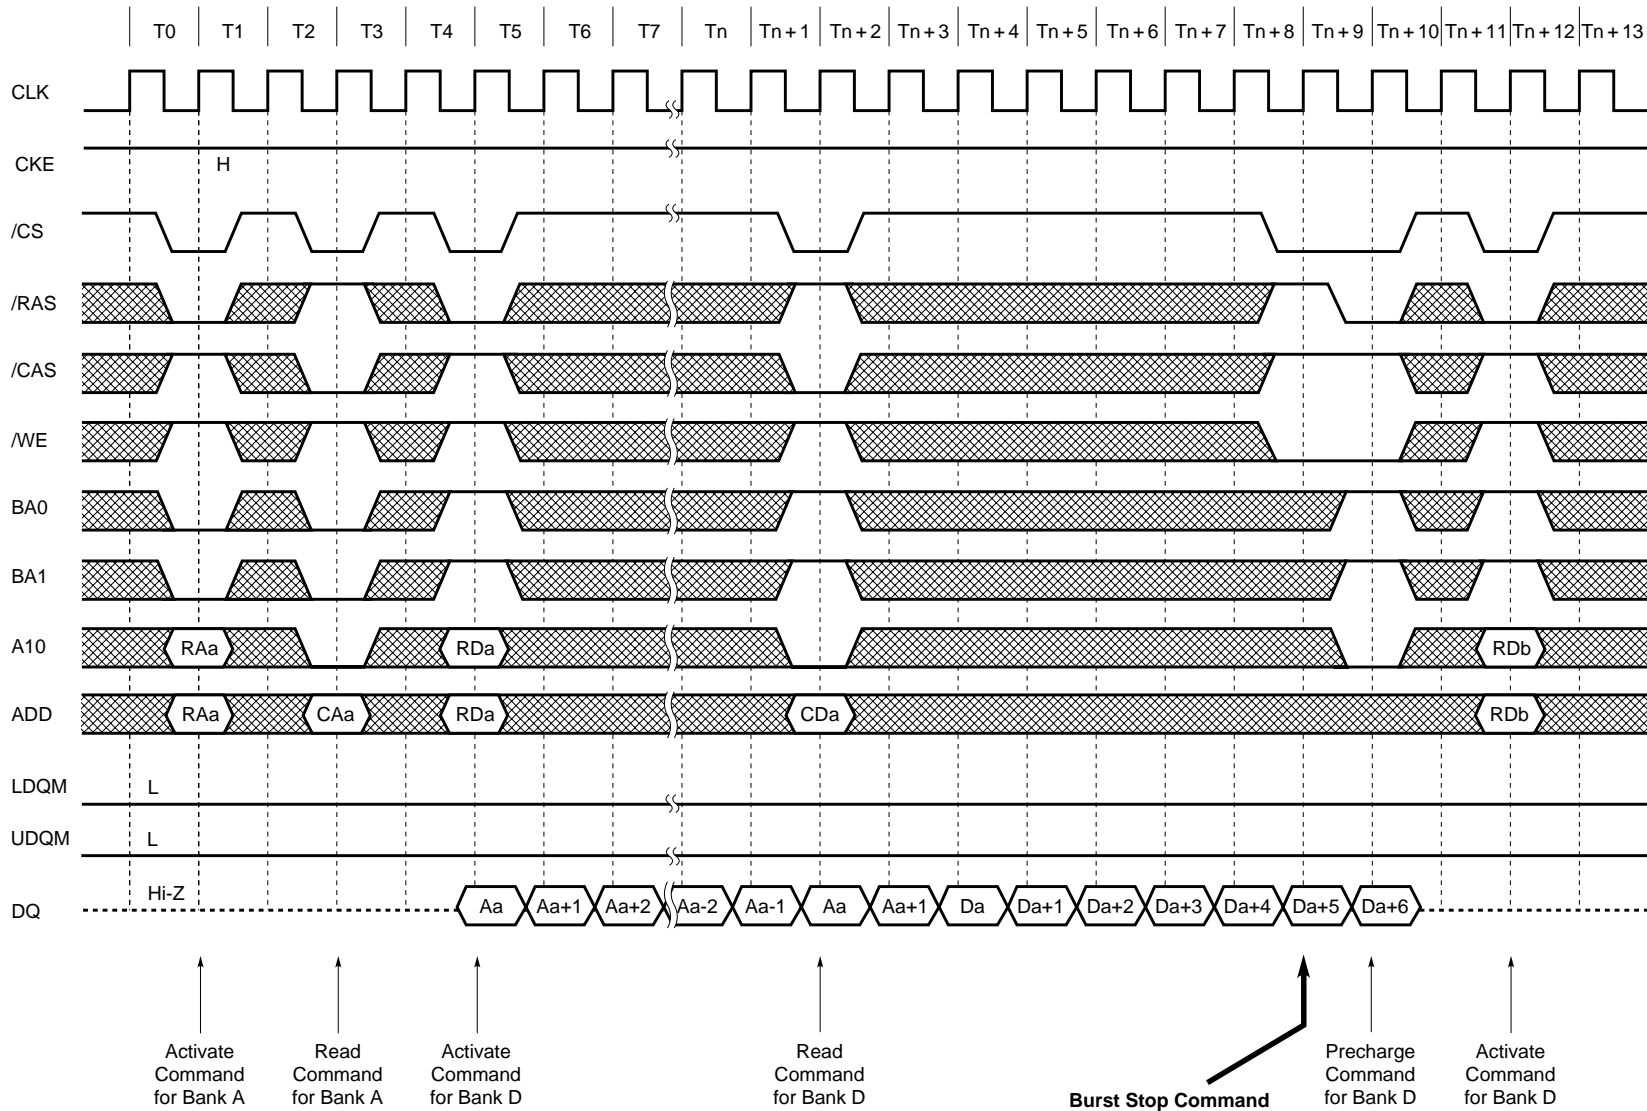 T0 T1 T2 T3 T4 T5 T6 T7 Tn Tn + 1 Tn + 2 Tn + 3 Tn + 4 Tn + 5 Tn + 6 Tn + 7 Tn + 8 Tn + 9 Tn + 10 Tn + 11 Tn + 12 Tn + 13
CLK
CKE H
/CS
/RAS
/CAS
/WE
BA0
BA1
A10 RAa RDa RDb
ADD RAa CAa RDa CDa RDb
LDQM L
UDQM L
DQ Hi-Z Aa Aa+1 Aa+2 Aa-2 Aa-1 Aa Aa+1 Da Da+1 Da+2 Da+3 Da+4 Da+5 Da+6
Activate
Command
for Bank A
Read
Command
for Bank A
Activate
Command
for Bank D
Read
Command
for Bank D
Burst Stop Command
Precharge
Command
for Bank D
Activate
Command
for Bank D